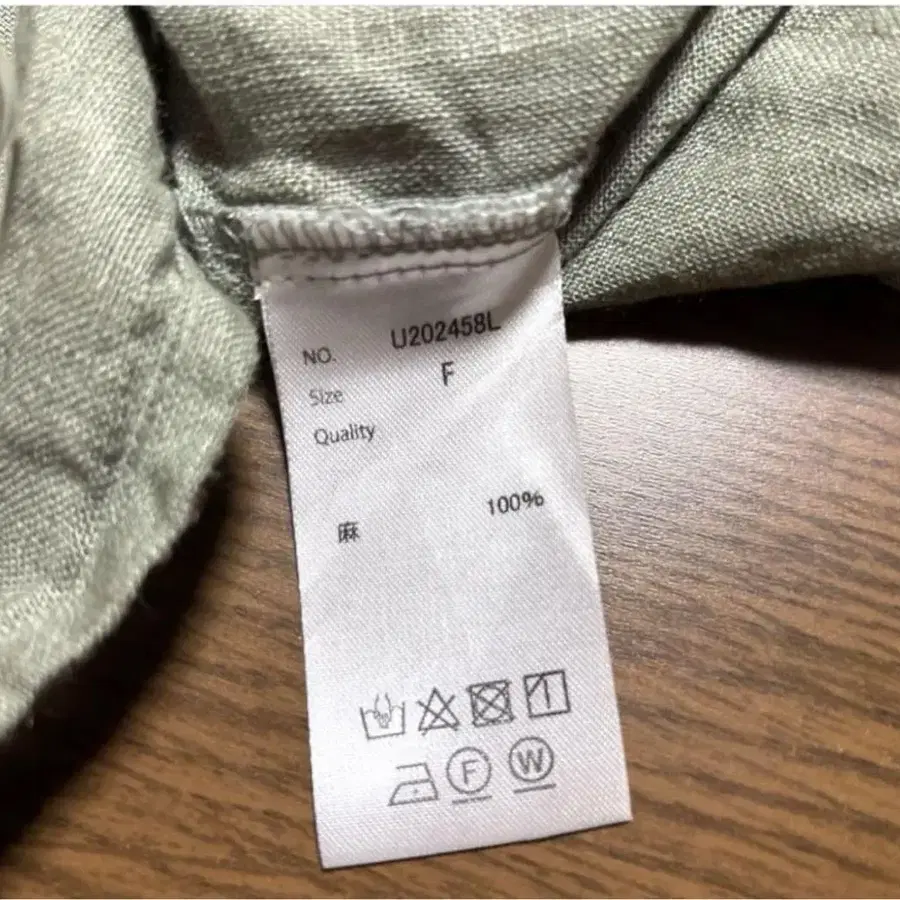 NO. U202458L
Size F
Quality
麻 100%
F W